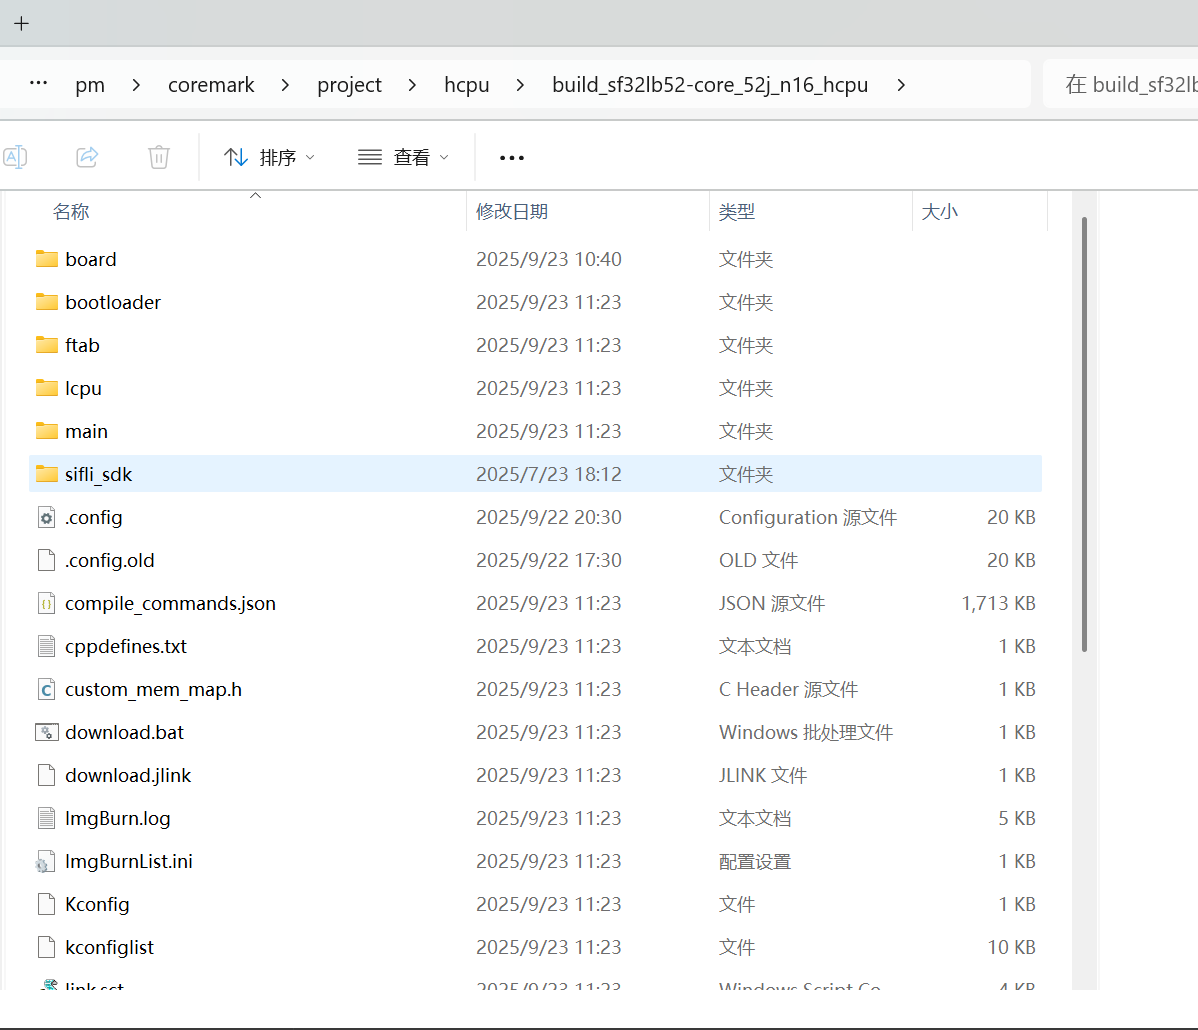 +
··· pm > coremark > project > hcpu > build_sf32lb52-core_52j_n16_hcpu > 在 build_sf32lb
排序 查看 ···
名称 修改日期 类型 大小
board 2025/9/23 10:40 文件夹
bootloader 2025/9/23 11:23 文件夹
ftab 2025/9/23 11:23 文件夹
lcpu 2025/9/23 11:23 文件夹
main 2025/9/23 11:23 文件夹
sifli_sdk 2025/7/23 18:12 文件夹
.config 2025/9/22 20:30 Configuration 源文件 20 KB
.config.old 2025/9/22 17:30 OLD 文件 20 KB
compile_commands.json 2025/9/23 11:23 JSON 源文件 1,713 KB
cppdefines.txt 2025/9/23 11:23 文本文档 1 KB
custom_mem_map.h 2025/9/23 11:23 C Header 源文件 1 KB
download.bat 2025/9/23 11:23 Windows 批处理文件 1 KB
download.jlink 2025/9/23 11:23 JLINK 文件 1 KB
ImgBurn.log 2025/9/23 11:23 文本文档 5 KB
ImgBurnList.ini 2025/9/23 11:23 配置设置 1 KB
Kconfig 2025/9/23 11:23 文件 1 KB
kconfiglist 2025/9/23 11:23 文件 10 KB
link.sct 2025/9/23 11:23 Windows Script Co 4 KB